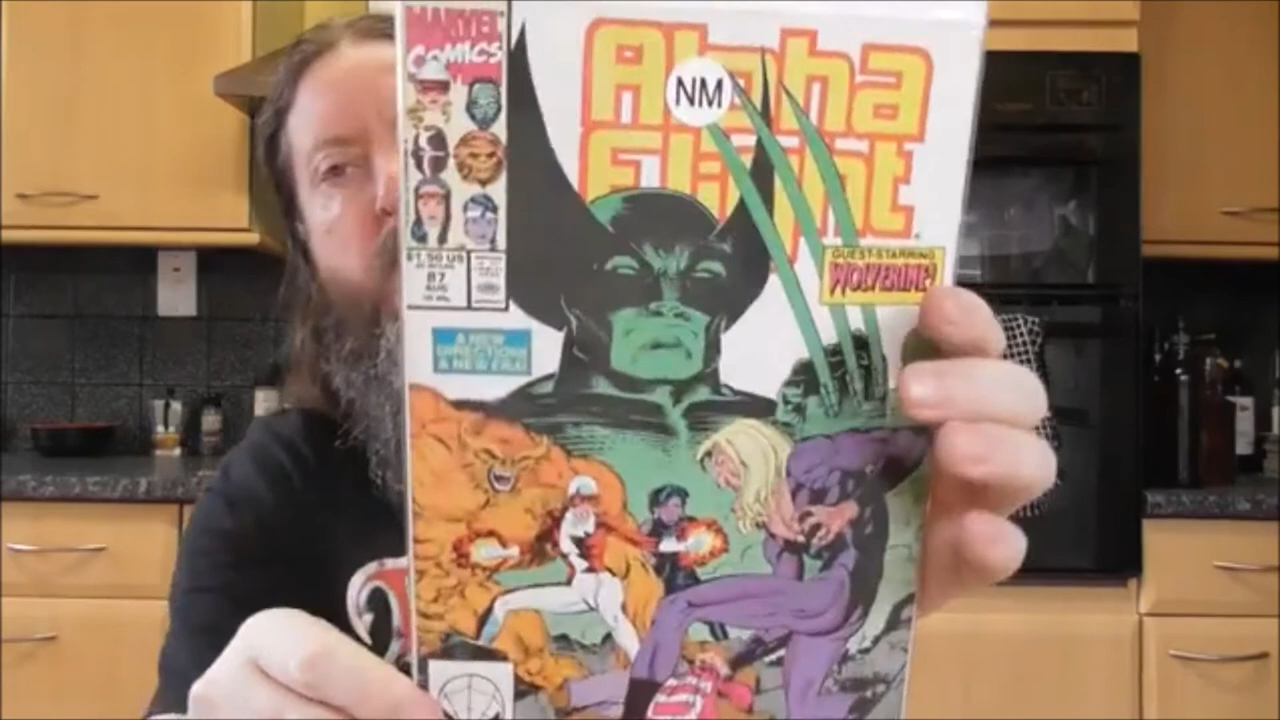 MARVEL
COMICS
Alpha
NM
Flight
GUEST-STARRING
WOLVERINE!
$1.50 US
87
AUG
A NEW
DIRECTION!
A NEW ERA!